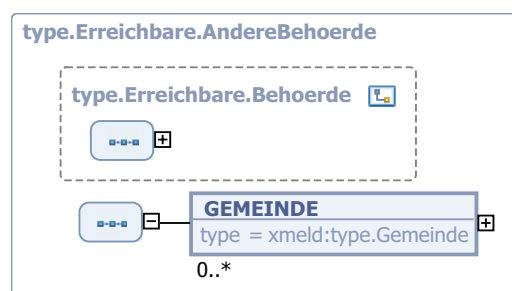 type.Erreichbare.AndereBehoerde
type.Erreichbare.Behoerde
GEMEINDE
type = xmeld:type.Gemeinde
0..*